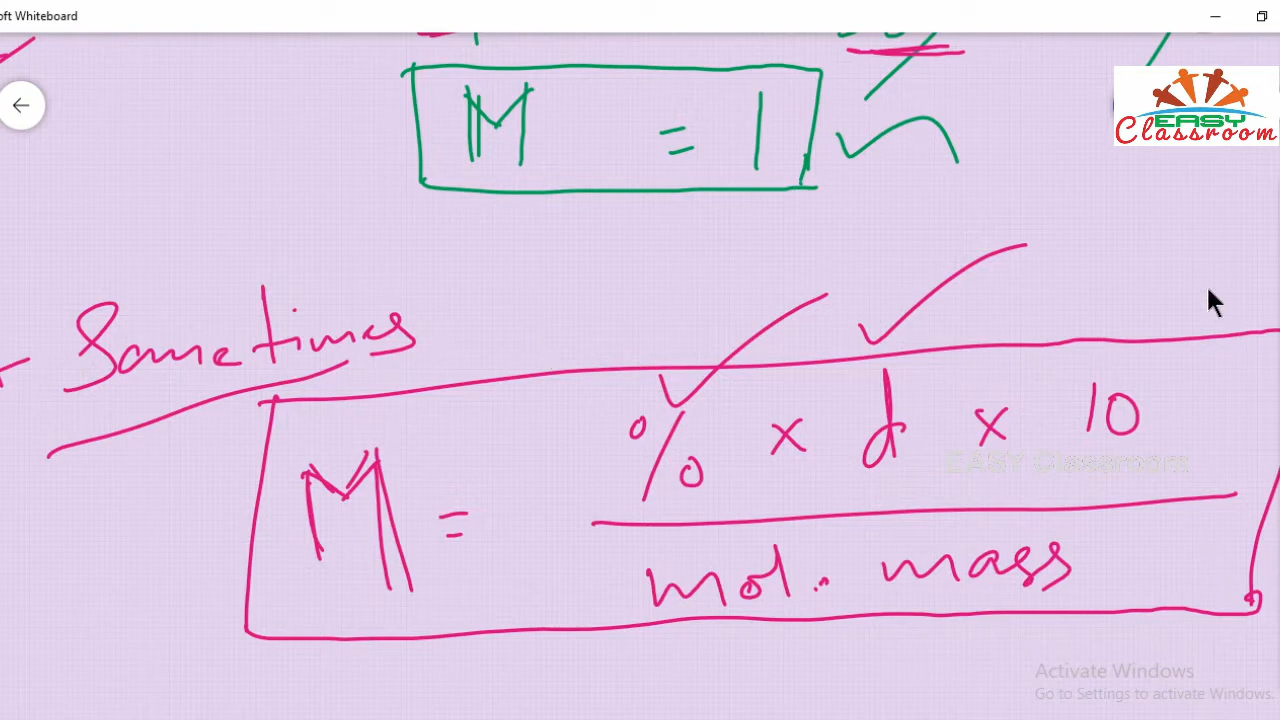 oft Whiteboard
M = 1
EASY
Classroom
Sometimes
M = % × d × 10
mol. mass
EASY Classroom
Activate Windows
Go to Settings to activate Windows.